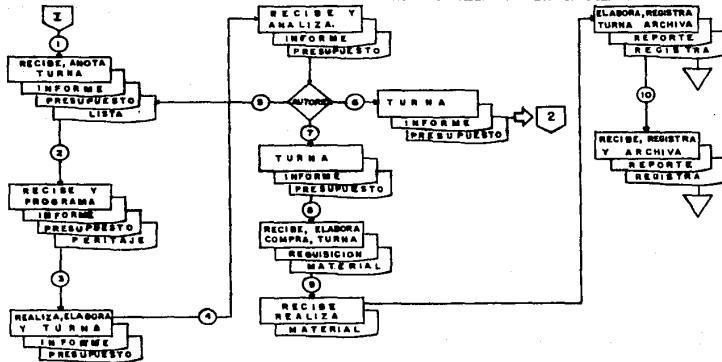 I
1
RECIBE, ANOTA
TURNA
INFORME
PRESUPUESTO
LISTA
2
RECIBE Y
PROGRAMA
INFORME
PRESUPUESTO
PERITAJE
3
REALIZA, ELABORA
Y TURNA
INFORME
PRESUPUESTO
4
RECIBE Y
ANALIZA.
INFORME
PRESUPUESTO
AUTORIZ
5
6
TURNA
INFORME
PRESUPUESTO
2
7
TURNA
INFORME
PRESUPUESTO
8
RECIBE, ELABORA
COMPRA, TURNA
REQUISICION
MATERIAL
9
RECIBE
REALIZA
MATERIAL
ELABORA, REGISTRA
TURNA ARCHIVA
REPORTE
REGISTRA
10
RECIBE, REGISTRA
Y ARCHIVA
REPORTE
REGISTRA